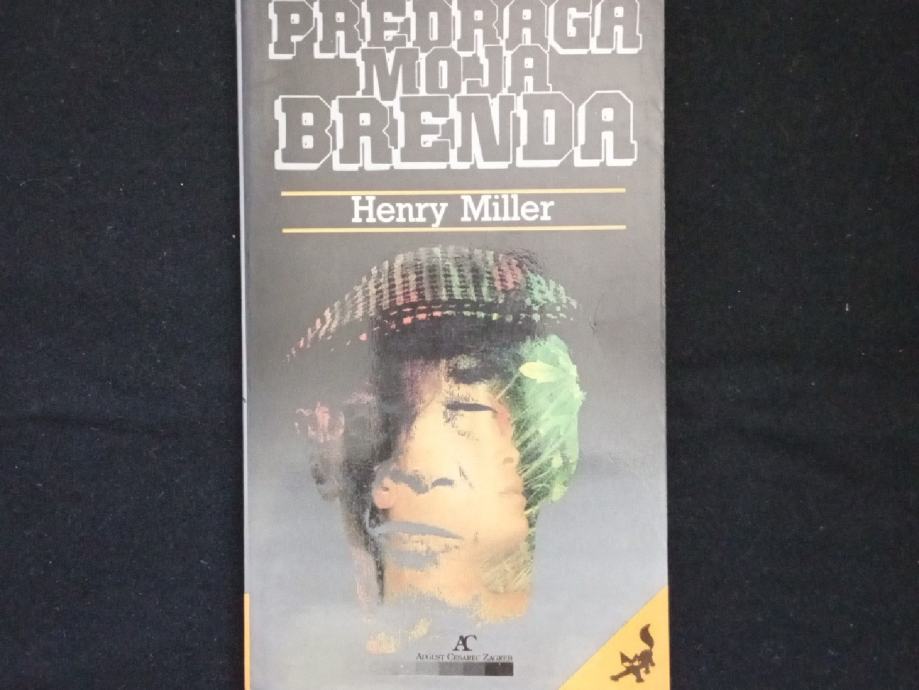 PREDRAGA
MOJA
BRENDA
Henry Miller
AC
AUGUST CESAREC ZAGREB